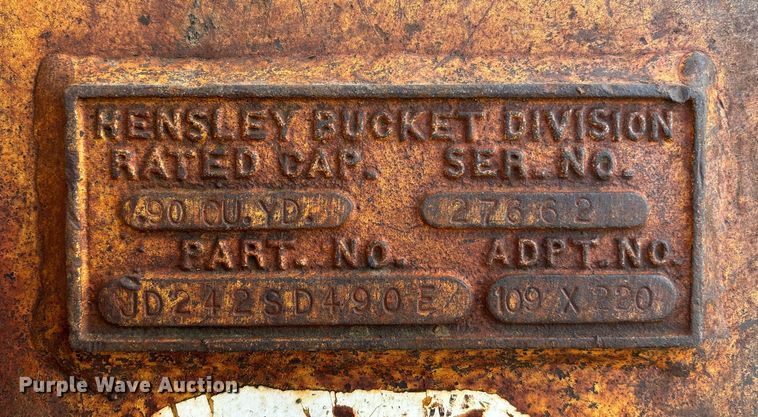 HENSLEY BUCKET DIVISION
RATED CAP. SER. NO.
.90 CU.YD. 27662
PART. NO. ADPT. NO.
JD242SD490E 109 X 220
Purple Wave Auction